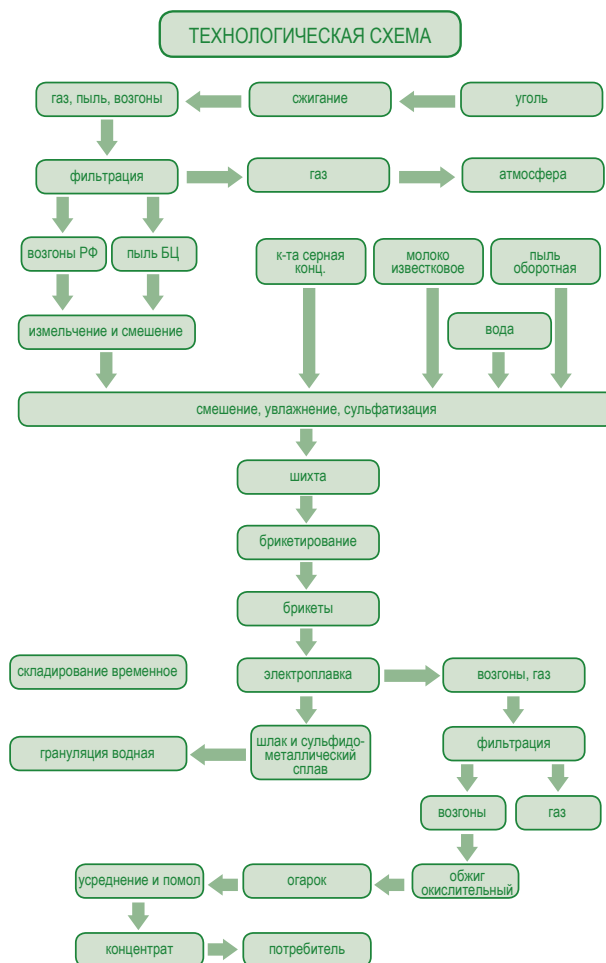 ТЕХНОЛОГИЧЕСКАЯ СХЕМА
газ, пыль, возгоны
сжигание
уголь
фильтрация
газ
атмосфера
возгоны РФ
пыль БЦ
к-та серная
конц.
молоко
известковое
пыль
оборотная
измельчение и смешение
вода
смешение, увлажнение, сульфатизация
шихта
брикетирование
брикеты
складирование временное
электроплавка
возгоны, газ
грануляция водная
шлак и сульфидо-
металлический
сплав
фильтрация
возгоны
газ
усреднение и помол
огарок
обжиг
окислительный
концентрат
потребитель